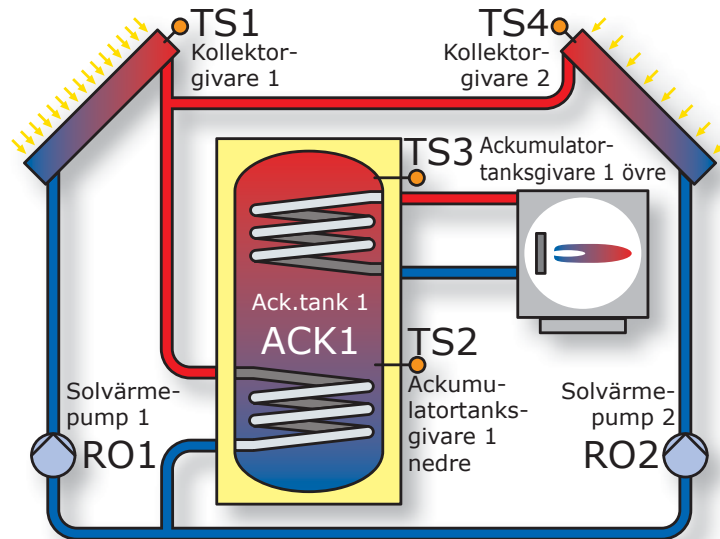 TS1
Kollektor-
givare 1
TS4
Kollektor-
givare 2
TS3
Ackumulator-
tanksgivare 1 övre
Ack.tank 1
ACK1
TS2
Ackumu-
latortanks-
givare 1
nedre
Solvärme-
pump 1
RO1
Solvärme-
pump 2
RO2